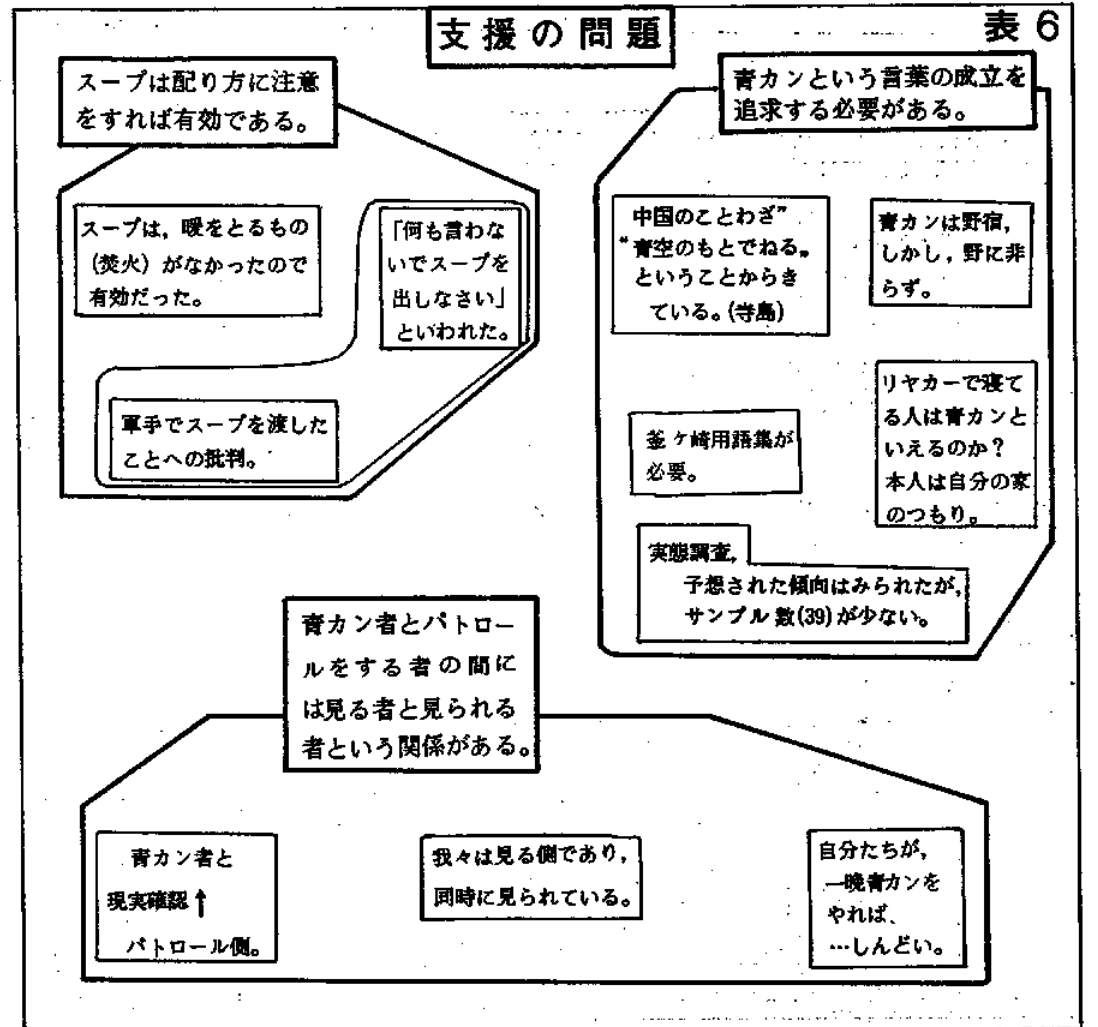 支援の問題
表6
スープは配り方に注意
をすれば有効である。
スープは，暖をとるもの
（焚火）がなかったので
有効だった。
「何も言わな
いでスープを
出しなさい」
といわれた。
軍手でスープを渡した
ことへの批判。
青カンという言葉の成立を
追求する必要がある。
中国のことわざ”
“青空のもとでねる。„
ということからき
ている。(寺島)
青カンは野宿，
しかし，野に非
らず。
リヤカーで寝て
る人は青カンと
いえるのか？
本人は自分の家
のつもり。
釜ケ崎用語集が
必要。
実態調査，
予想された傾向はみられたが，
サンプル数(39)が少ない。
青カン者とパトロー
ルをする者の間に
は見る者と見られる
者という関係がある。
青カン者と
現実確認↑
パトロール側。
我々は見る側であり，
同時に見られている。
自分たちが，
一晩青カンを
やれば、
…しんどい。